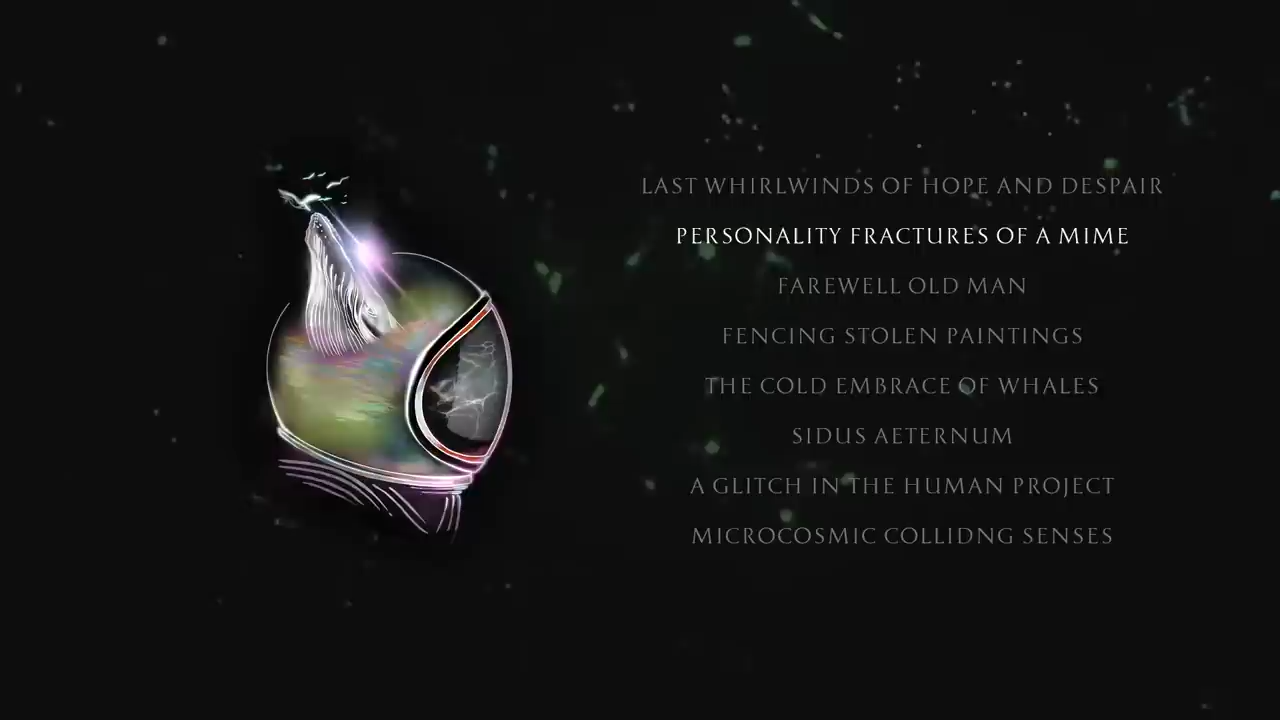 LAST WHIRLWINDS OF HOPE AND DESPAIR
PERSONALITY FRACTURES OF A MIME
FAREWELL OLD MAN
FENCING STOLEN PAINTINGS
THE COLD EMBRACE OF WHALES
SIDUS AETERNUM
A GLITCH IN THE HUMAN PROJECT
MICROCOSMIC COLLIDNG SENSES